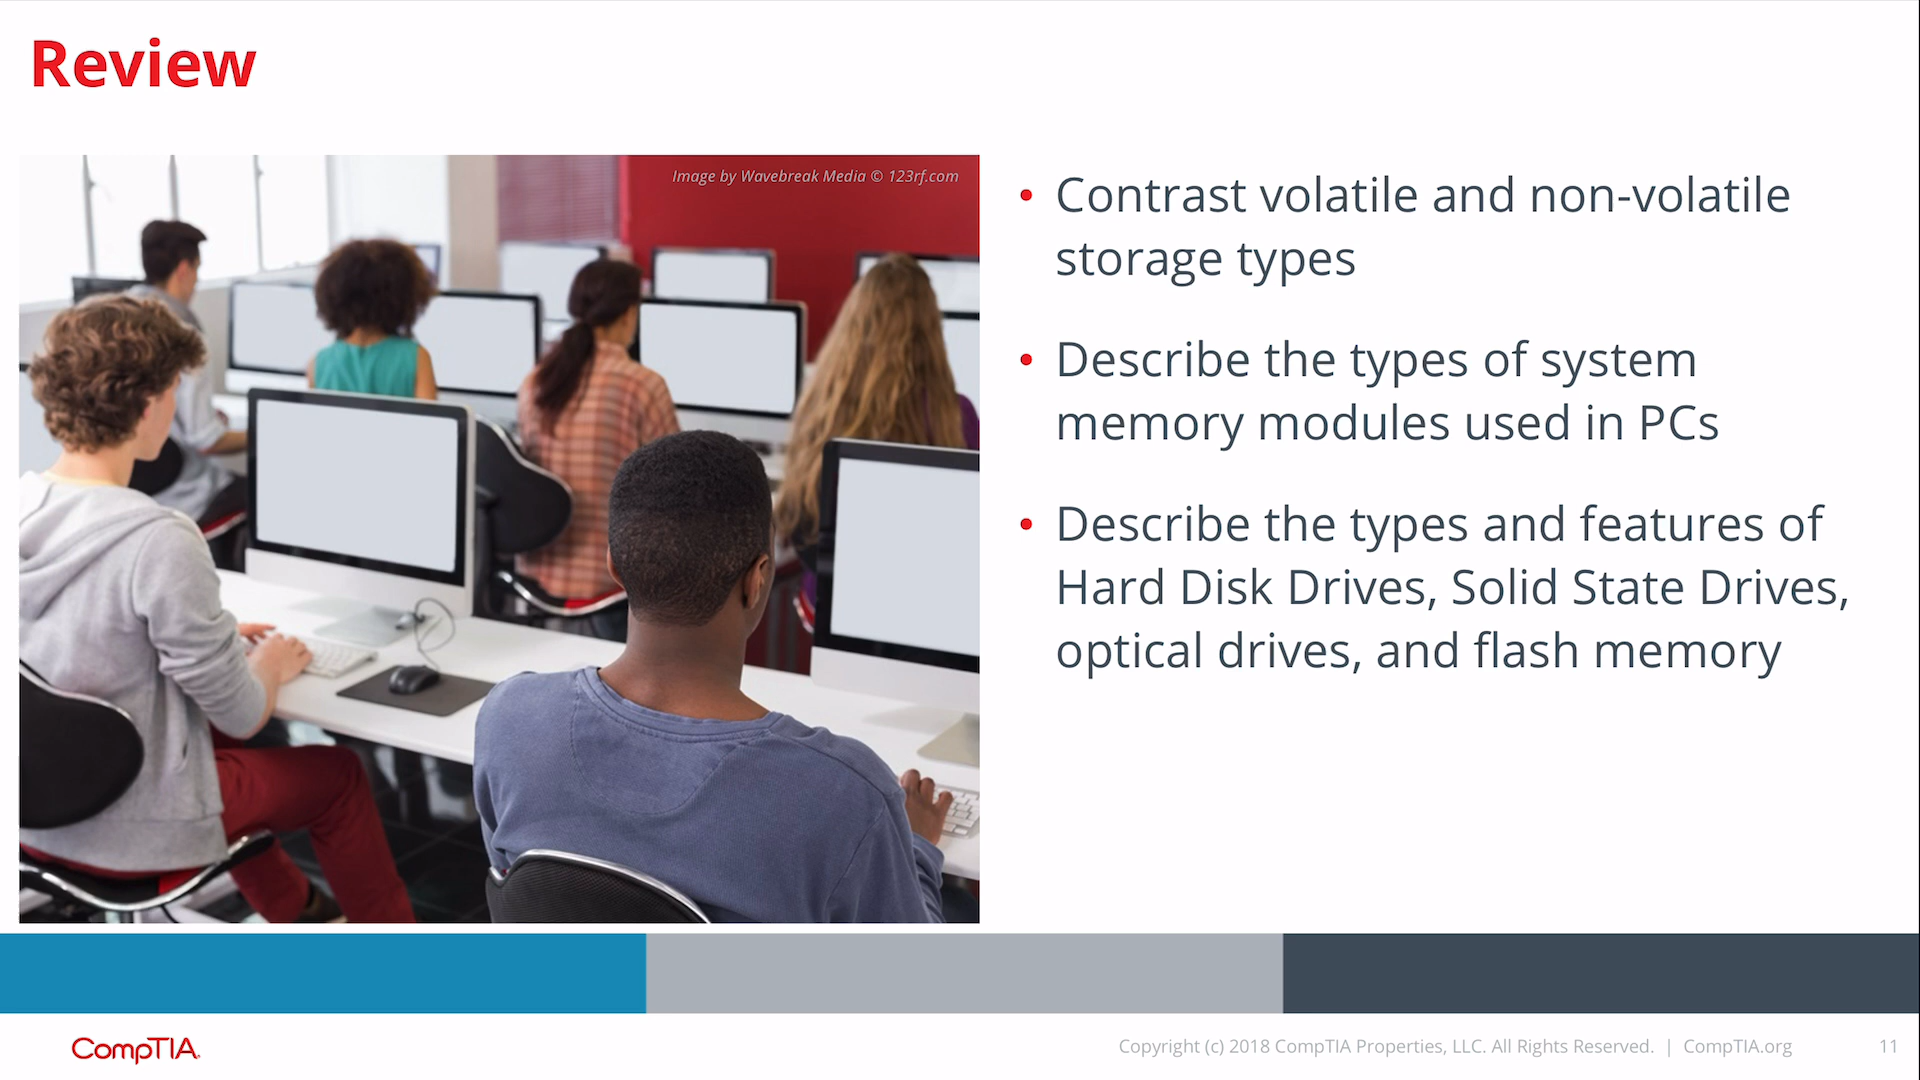 Review
Image by Wavebreak Media © 123rf.com
• Contrast volatile and non-volatile
storage types
• Describe the types of system
memory modules used in PCs
• Describe the types and features of
Hard Disk Drives, Solid State Drives,
optical drives, and flash memory
CompTIA.
Copyright (c) 2018 CompTIA Properties, LLC. All Rights Reserved. | CompTIA.org 11